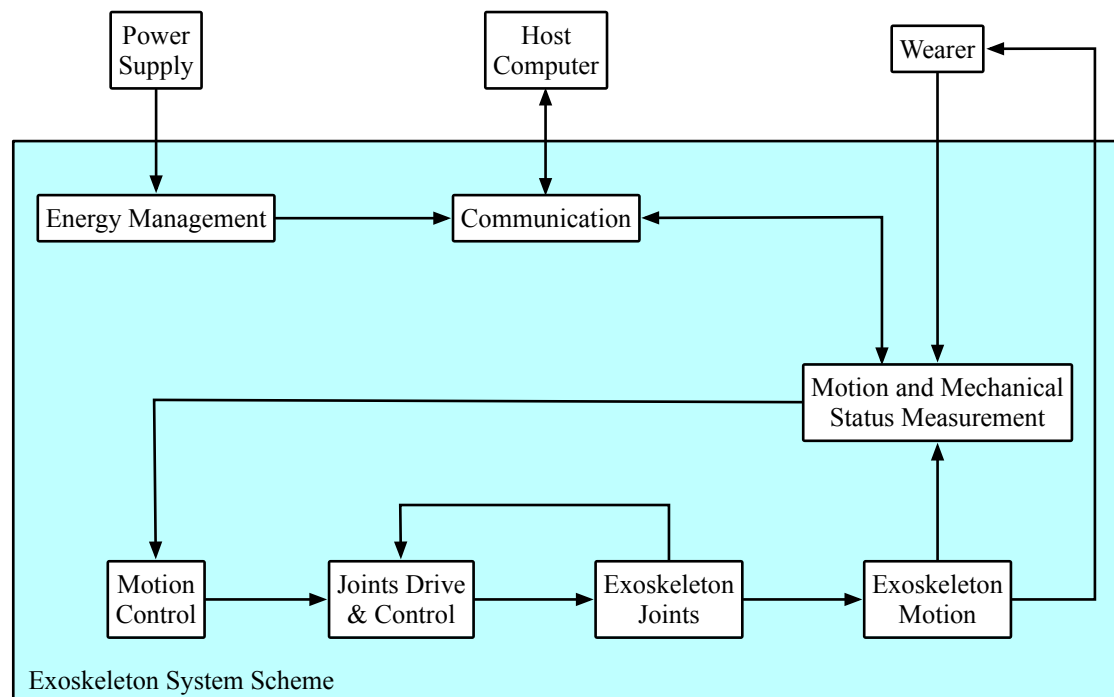 Power
Supply
Host
Computer
Wearer
Energy Management
Communication
Motion and Mechanical
Status Measurement
Motion
Control
Joints Drive
& Control
Exoskeleton
Joints
Exoskeleton
Motion
Exoskeleton System Scheme